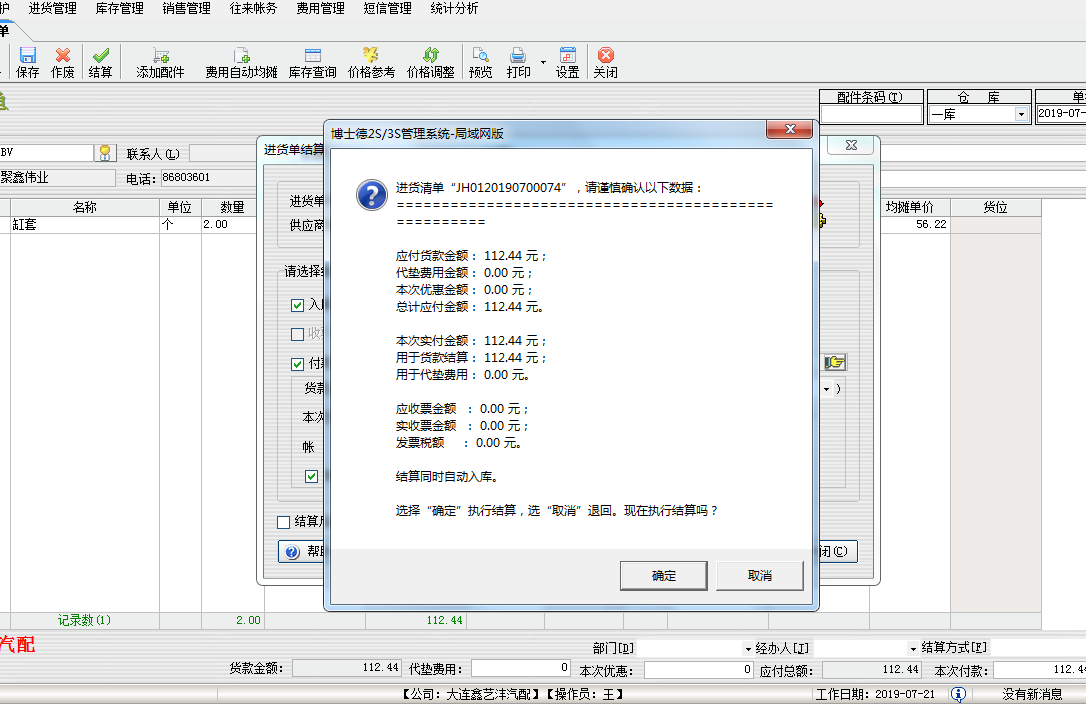 护 进货管理 库存管理 销售管理 往来帐务 费用管理 短信管理 统计分析
单
保存 作废 结算 添加配件 费用自动均摊 库存查询 价格参考 价格调整 预览 打印 设置 关闭
配件条码(T) 仓 库 单
一库 2019-07-
BV 联系人(L)
聚鑫伟业 电话: 86803601
名称 单位 数量 均摊单价 货位
缸套 个 2.00 56.22
进货单结算
进货单
供应商
请选择
入
收
付款
货款
本次
帐
结算
帮助
闭(C)
)
博士德2S/3S管理系统-局域网版
进货清单“JH0120190700074”，请谨慎确认以下数据：
==========================================
==========
应付货款金额： 112.44 元；
代垫费用金额： 0.00 元；
本次优惠金额： 0.00 元；
总计应付金额： 112.44 元。
本次实付金额： 112.44 元；
用于货款结算： 112.44 元；
用于代垫费用： 0.00 元。
应收票金额 ： 0.00 元；
实收票金额 ： 0.00 元；
发票税额 ： 0.00 元。
结算同时自动入库。
选择“确定”执行结算，选“取消”退回。现在执行结算吗？
确定 取消
记录数(1) 2.00 112.44
汽配
部门[D] 经办人[J] 结算方式[F]
货款金额: 112.44 代垫费用: 0 本次优惠: 0 应付总额: 112.44 本次付款: 112.4
【公司: 大连鑫艺沣汽配】【操作员: 王】 工作日期: 2019-07-21 没有新消息